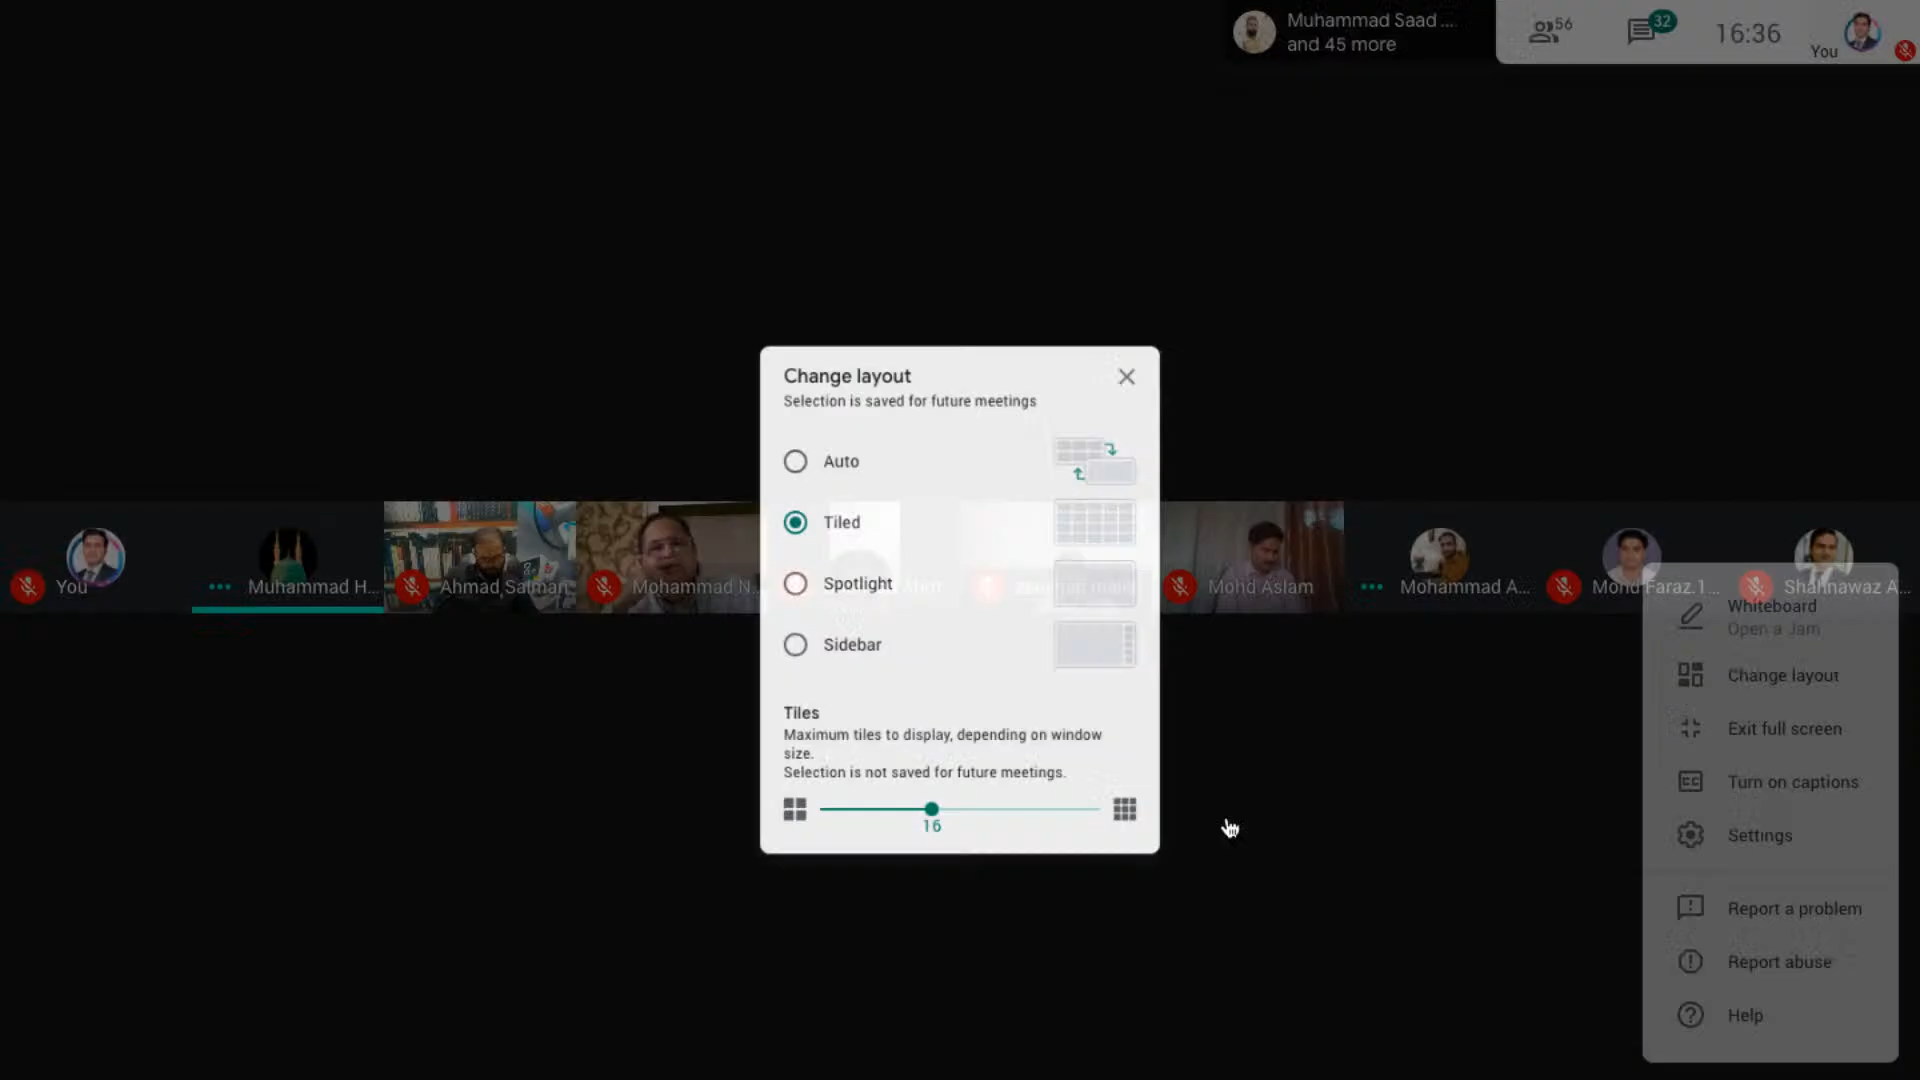 Muhammad Saad ...
and 45 more
56
32
16:36
You
Change layout
Selection is saved for future meetings
Auto
Tiled
Spotlight
Sidebar
Tiles
Maximum tiles to display, depending on window
size.
Selection is not saved for future meetings.
16
You
Muhammad H...
Ahmad Salman
Mohammad N...
Mohd Aslam
Mohammad A...
Mohd Faraz.1...
Shahnawaz A...
Whiteboard
Open a Jam
Change layout
Exit full screen
Turn on captions
Settings
Report a problem
Report abuse
Help